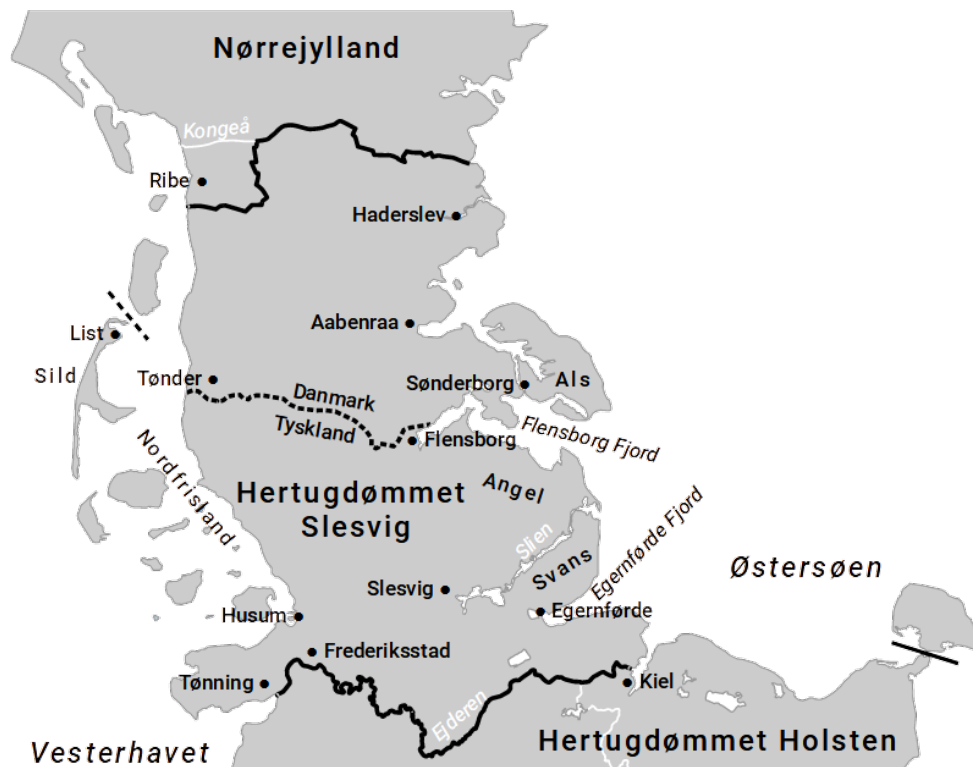 Nørrejylland
Kongeå
Ribe
Haderslev
Aabenraa
List
Sild
Tønder
Sønderborg
Als
Danmark
Tyskland
Flensborg
Flensborg Fjord
Nordfrisland
Angel
Hertugdømmet
Slesvig
Slien
Svans
Egernførde Fjord
Østersøen
Slesvig
Egernførde
Husum
Frederiksstad
Tønning
Kiel
Ejderen
Vesterhavet
Hertugdømmet Holsten